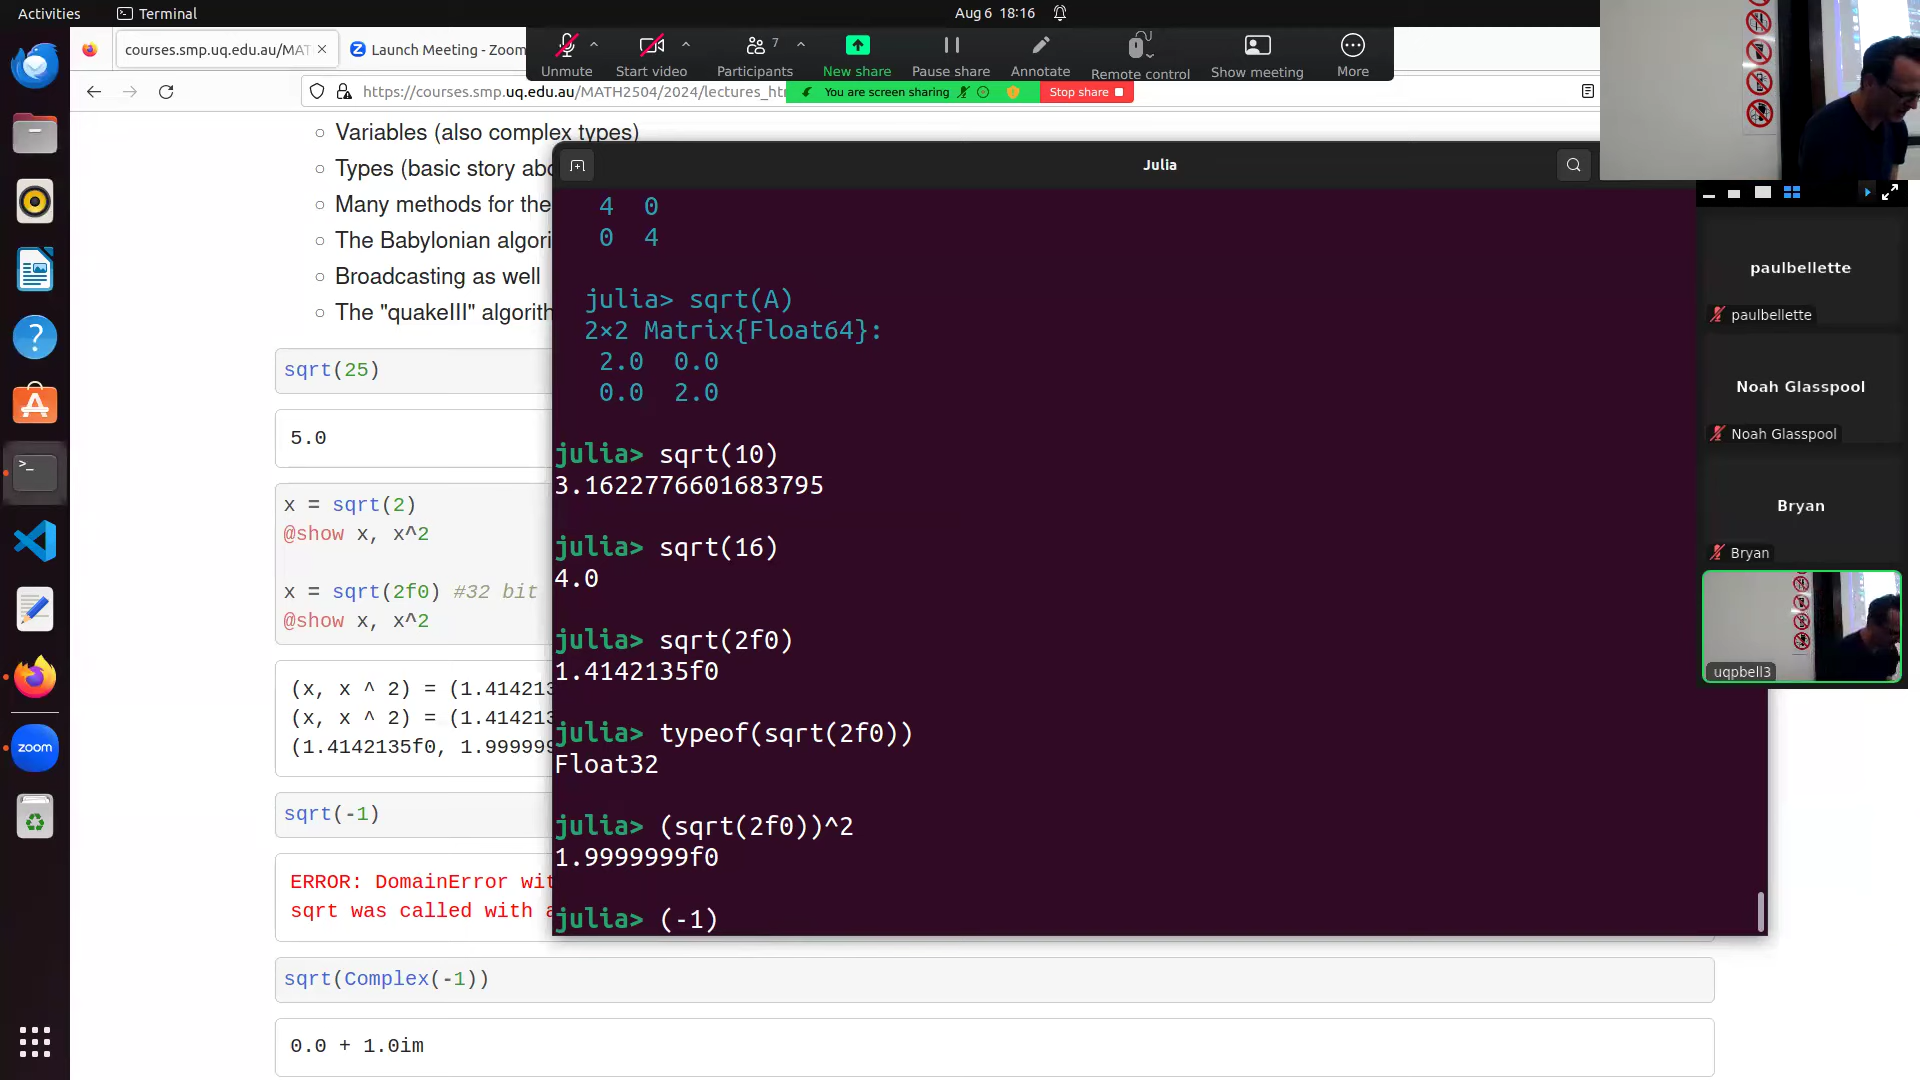 Activities
Terminal
Aug 6 18:16
courses.smp.uq.edu.au/MAT
Launch Meeting - Zoom
Unmute
Start video
Participants
7
New share
Pause share
Annotate
Remote control
Show meeting
More
https://courses.smp.uq.edu.au/MATH2504/2024/lectures_ht
You are screen sharing
Stop share
Variables (also complex types)
Types (basic story abo
Many methods for the
The Babylonian algori
Broadcasting as well
The "quakeIII" algorith
sqrt(25)
5.0
x = sqrt(2)
@show x, x^2
x = sqrt(2f0) #32 bit
@show x, x^2
(x, x ^ 2) = (1.414213
(x, x ^ 2) = (1.414213
(1.4142135f0, 1.999999
sqrt(-1)
ERROR: DomainError wit
sqrt was called with a
sqrt(Complex(-1))
0.0 + 1.0im
Julia
4 0
0 4
julia> sqrt(A)
2×2 Matrix{Float64}:
2.0 0.0
0.0 2.0
julia> sqrt(10)
3.1622776601683795
julia> sqrt(16)
4.0
julia> sqrt(2f0)
1.4142135f0
julia> typeof(sqrt(2f0))
Float32
julia> (sqrt(2f0))^2
1.9999999f0
julia> (-1)
paulbellette
paulbellette
Noah Glasspool
Noah Glasspool
Bryan
Bryan
uqpbell3
zoom